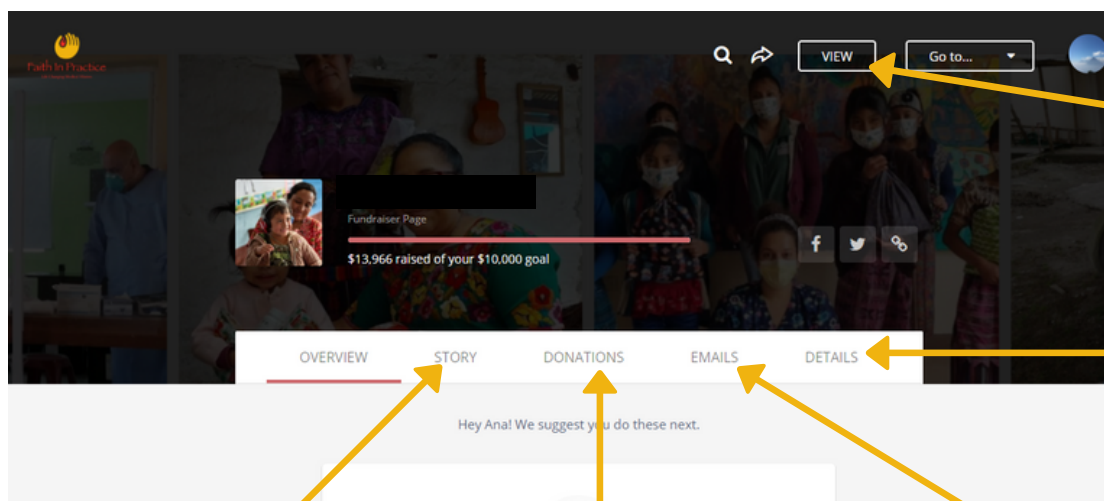 Faith In Practice
VIEW
Go to...
Fundraiser Page
$13,966 raised of your $10,000 goal
OVERVIEW STORY DONATIONS EMAILS DETAILS
Hey Ana! We suggest you do these next.